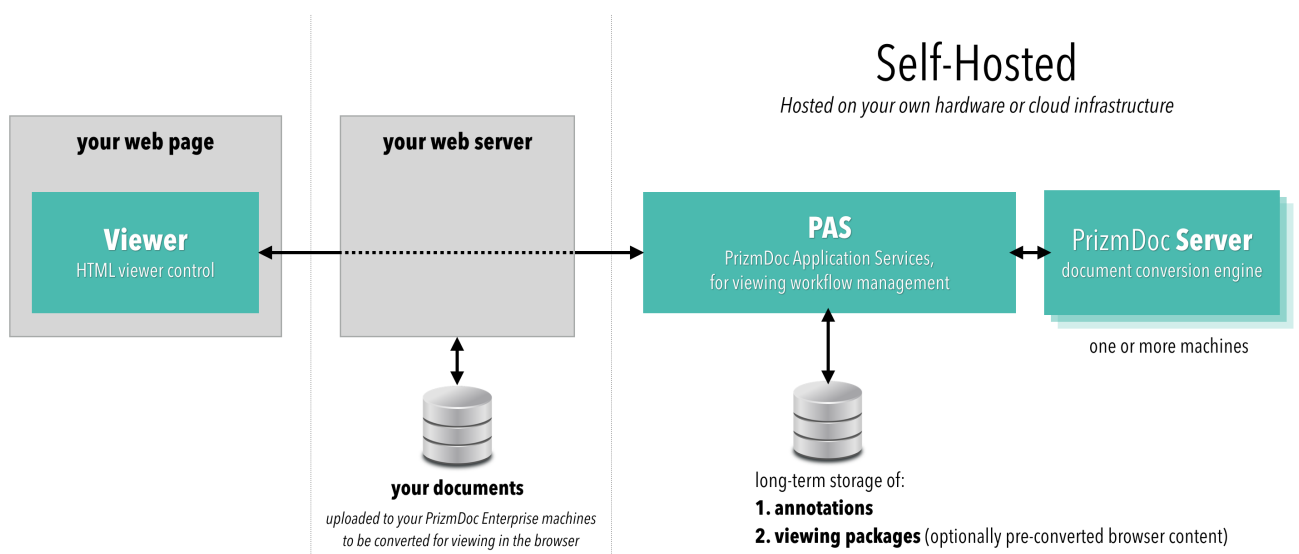 Self-Hosted
Hosted on your own hardware or cloud infrastructure
your web page
Viewer
HTML viewer control
your web server
your documents
uploaded to your PrizmDoc Enterprise machines
to be converted for viewing in the browser
PAS
PrizmDoc Application Services,
for viewing workflow management
PrizmDoc Server
document conversion engine
one or more machines
long-term storage of:
1. annotations
2. viewing packages (optionally pre-converted browser content)